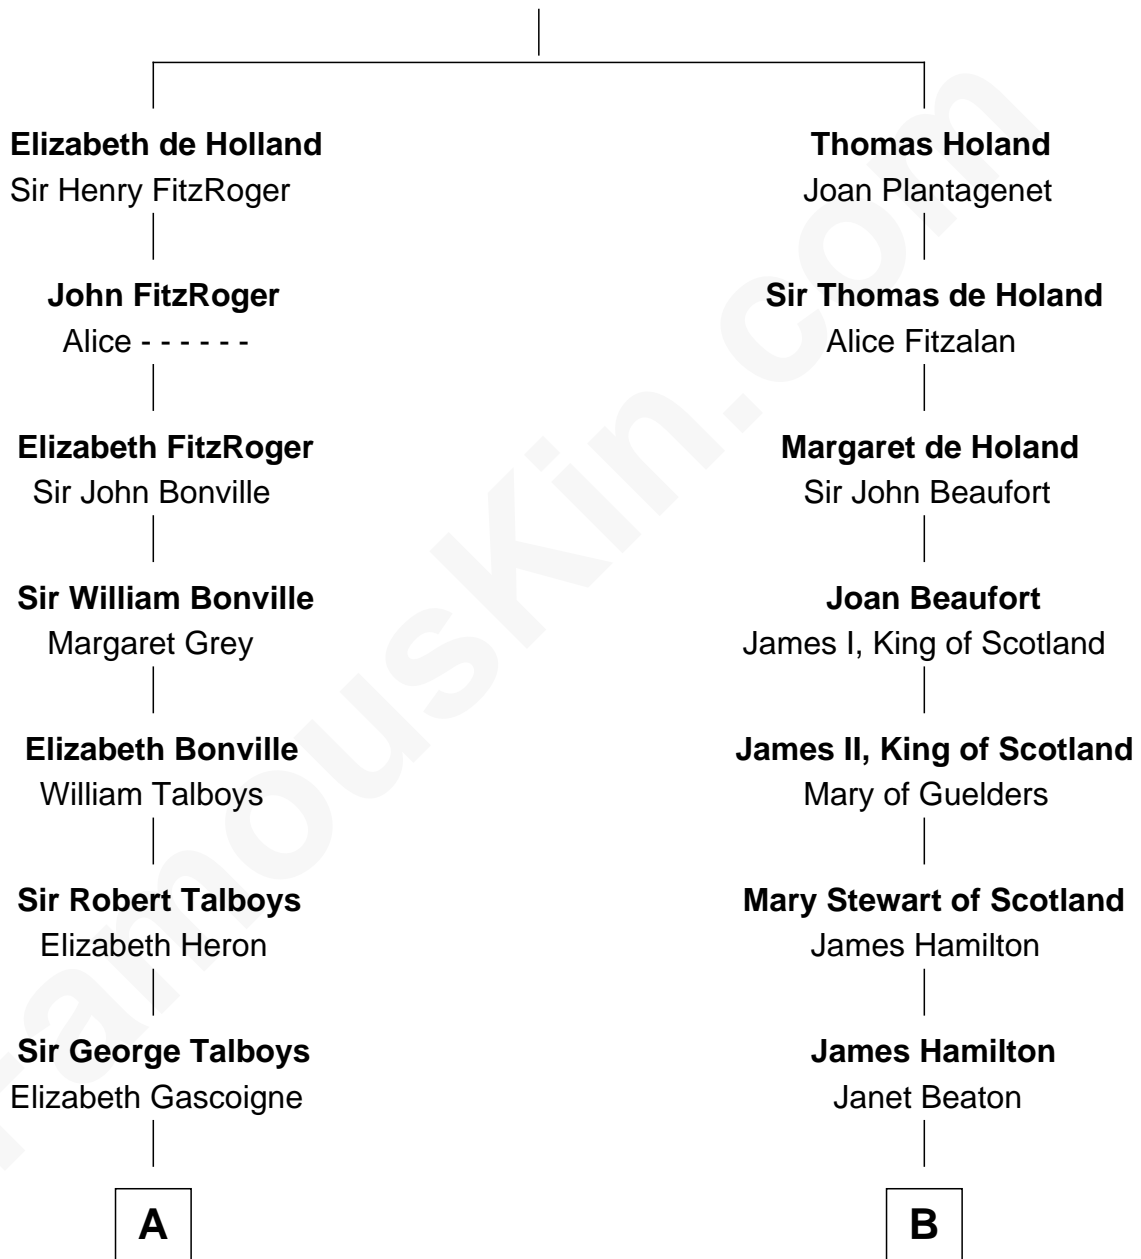 Elizabeth de Holland
Sir Henry FitzRoger
John FitzRoger
Alice - - - - - -
Elizabeth FitzRoger
Sir John Bonville
Sir William Bonville
Margaret Grey
Elizabeth Bonville
William Talboys
Sir Robert Talboys
Elizabeth Heron
Sir George Talboys
Elizabeth Gascoigne
A
Thomas Holand
Joan Plantagenet
Sir Thomas de Holand
Alice Fitzalan
Margaret de Holand
Sir John Beaufort
Joan Beaufort
James I, King of Scotland
James II, King of Scotland
Mary of Guelders
Mary Stewart of Scotland
James Hamilton
James Hamilton
Janet Beaton
B
FamousKin.com